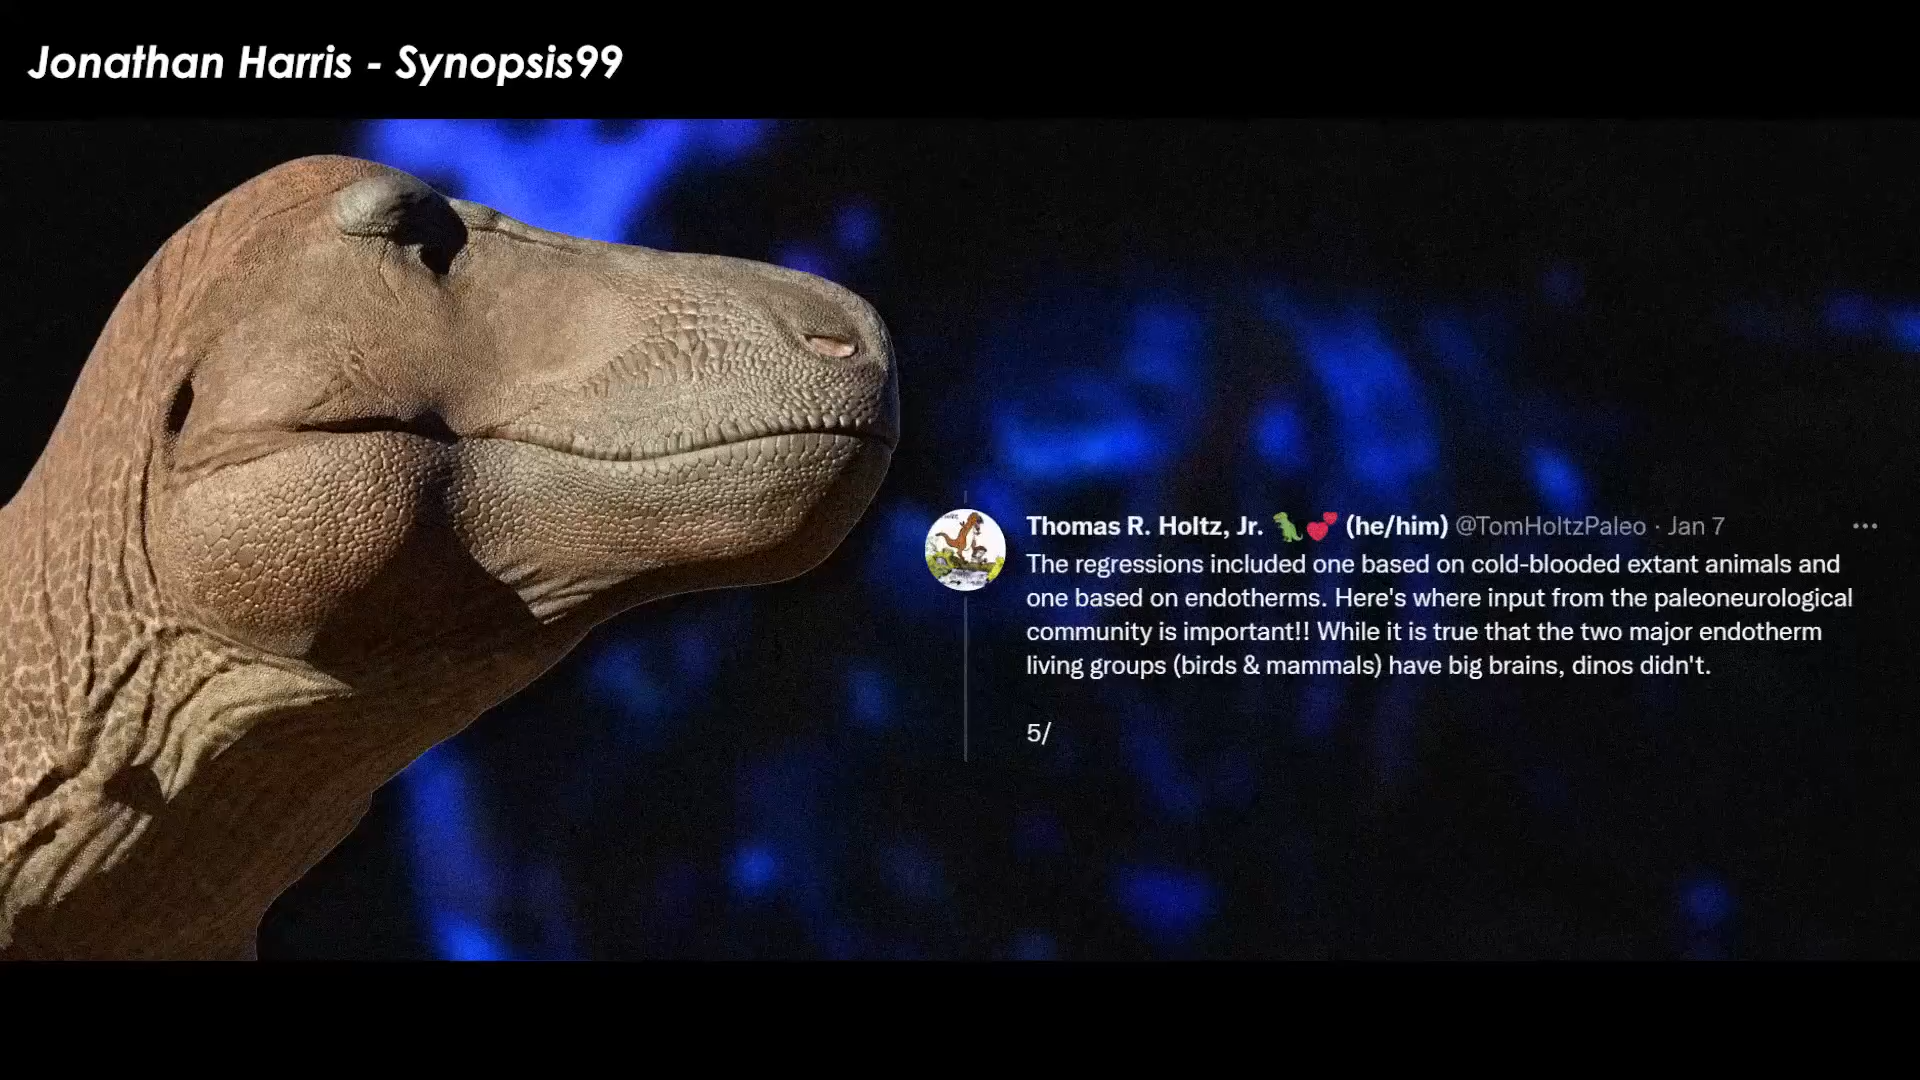 Jonathan Harris - Synopsis99
Thomas R. Holtz, Jr. 🦖💕 (he/him) @TomHoltzPaleo · Jan 7
The regressions included one based on cold-blooded extant animals and
one based on endotherms. Here's where input from the paleoneurological
community is important!! While it is true that the two major endotherm
living groups (birds & mammals) have big brains, dinos didn't.
5/